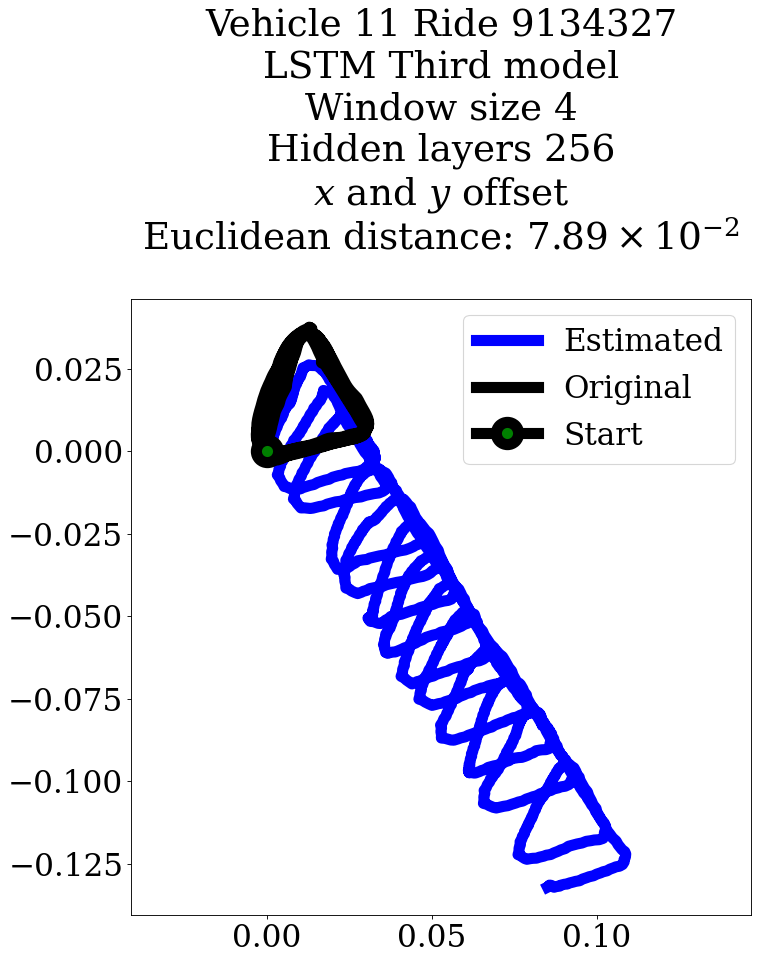 Vehicle 11 Ride 9134327
LSTM Third model
Window size 4
Hidden layers 256
x and y offset
Euclidean distance: 7.89 × 10⁻²
Estimated
Original
Start
0.025
0.000
−0.025
−0.050
−0.075
−0.100
−0.125
0.00 0.05 0.10